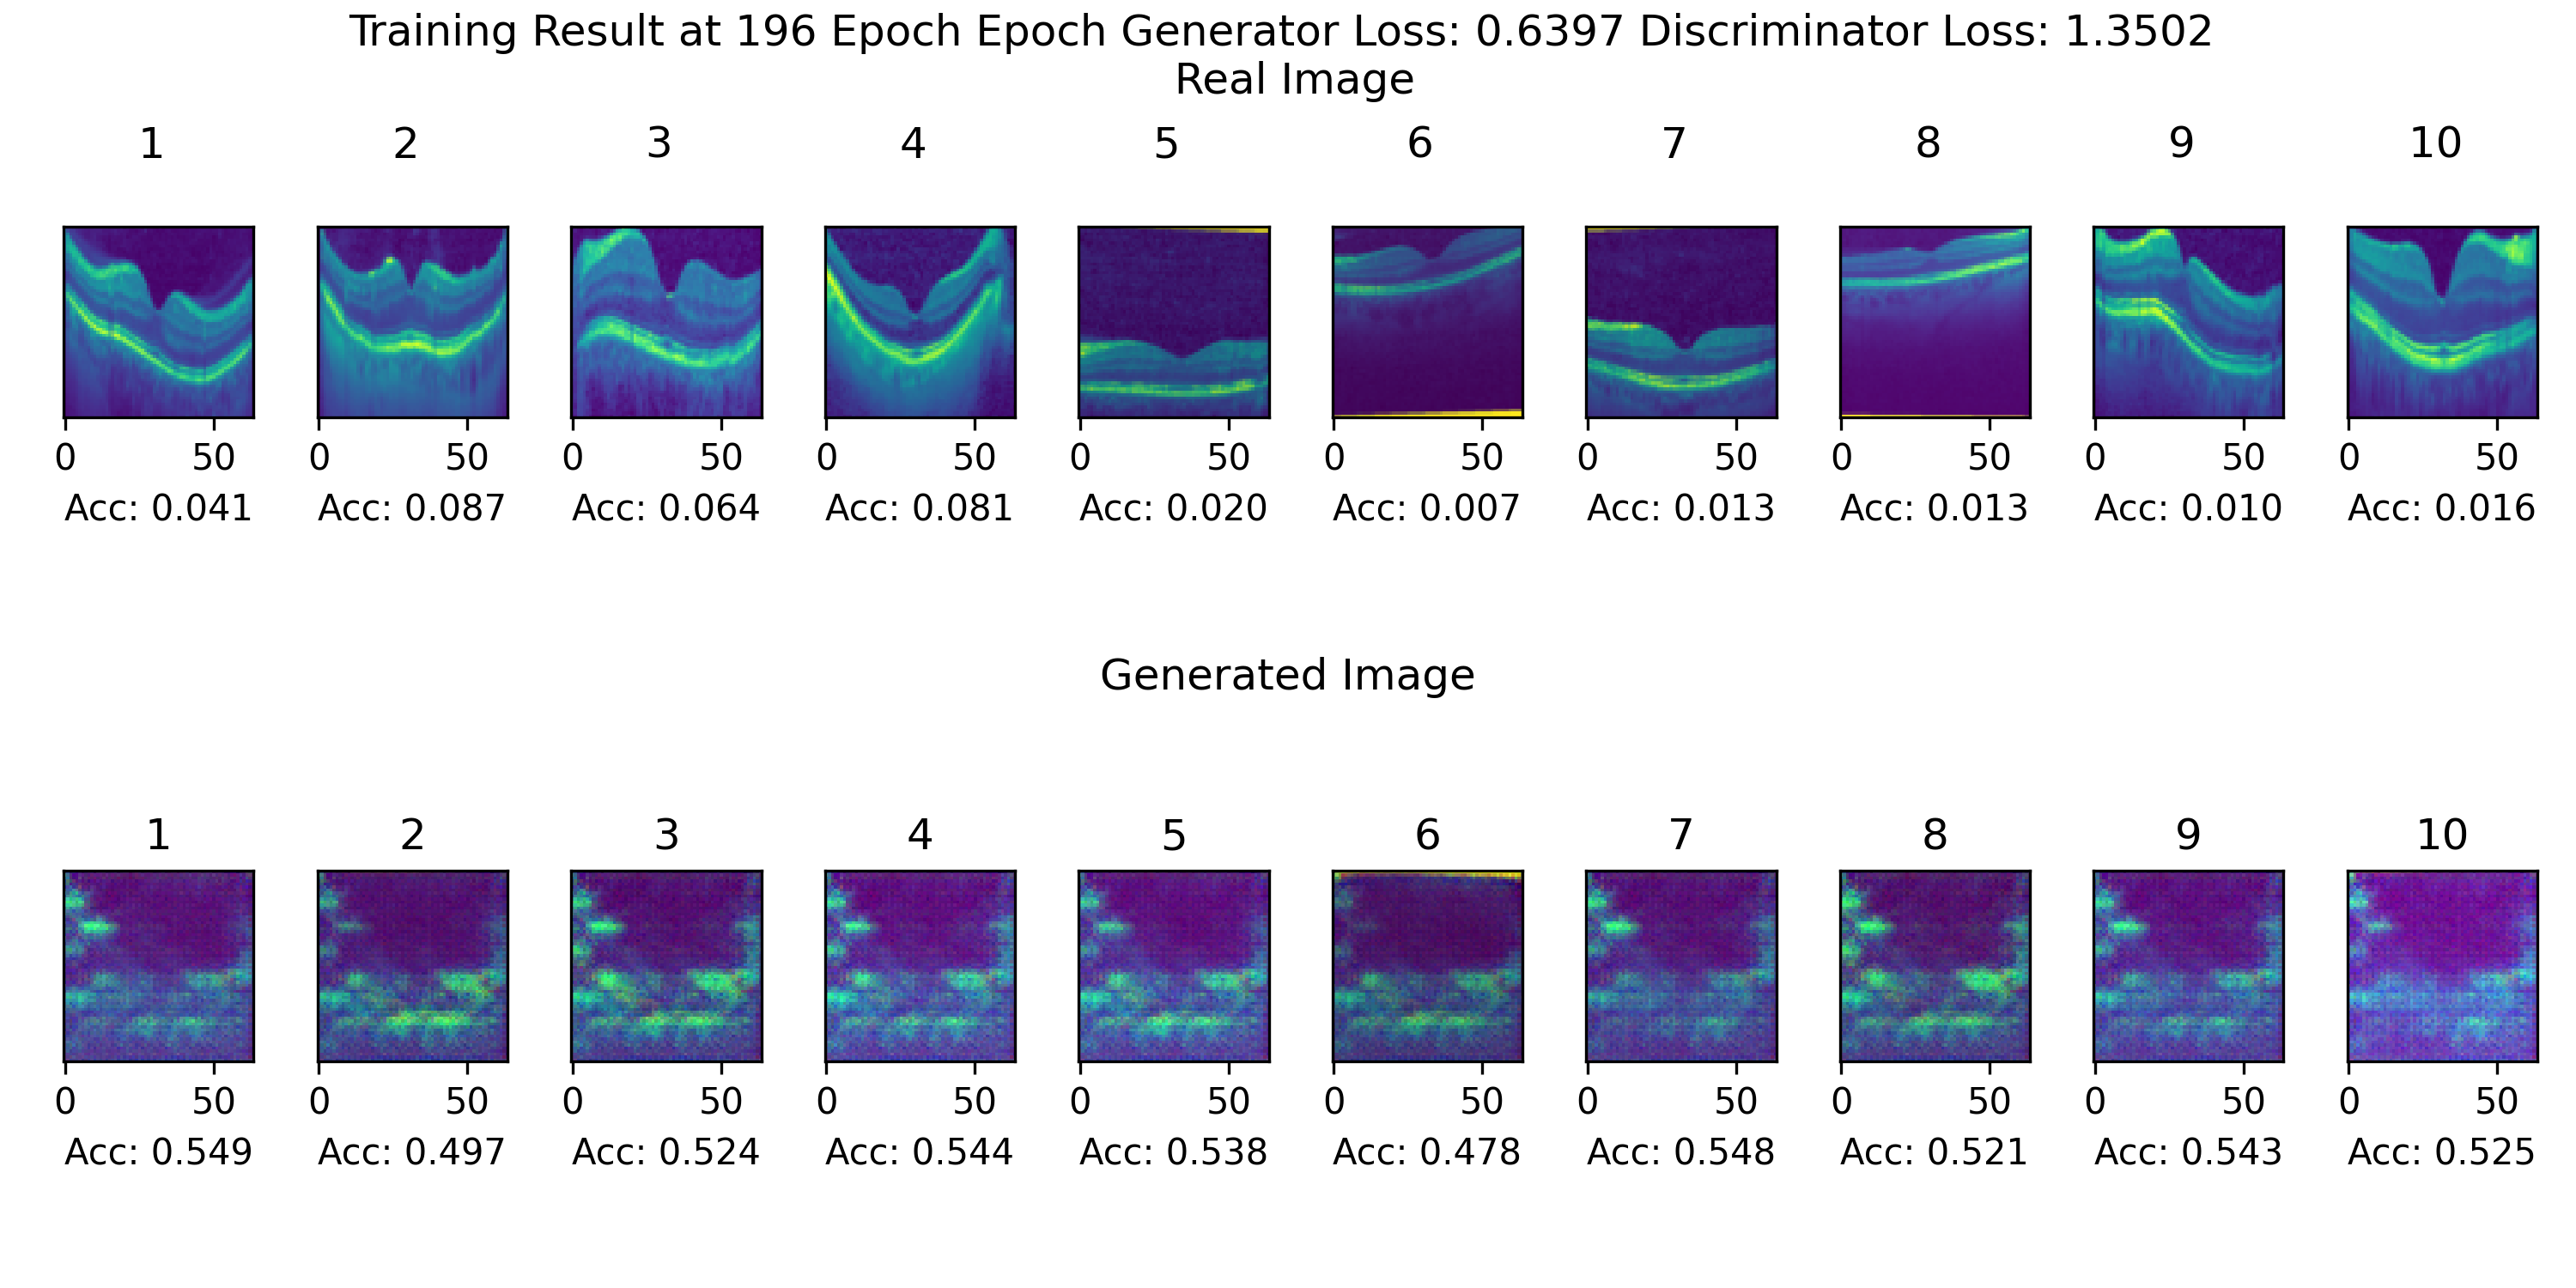 Training Result at 196 Epoch Epoch Generator Loss: 0.6397 Discriminator Loss: 1.3502
Real Image
1 2 3 4 5 6 7 8 9 10
0 50 0 50 0 50 0 50 0 50 0 50 0 50 0 50 0 50 0 50
Acc: 0.041 Acc: 0.087 Acc: 0.064 Acc: 0.081 Acc: 0.020 Acc: 0.007 Acc: 0.013 Acc: 0.013 Acc: 0.010 Acc: 0.016
Generated Image
1 2 3 4 5 6 7 8 9 10
0 50 0 50 0 50 0 50 0 50 0 50 0 50 0 50 0 50 0 50
Acc: 0.549 Acc: 0.497 Acc: 0.524 Acc: 0.544 Acc: 0.538 Acc: 0.478 Acc: 0.548 Acc: 0.521 Acc: 0.543 Acc: 0.525